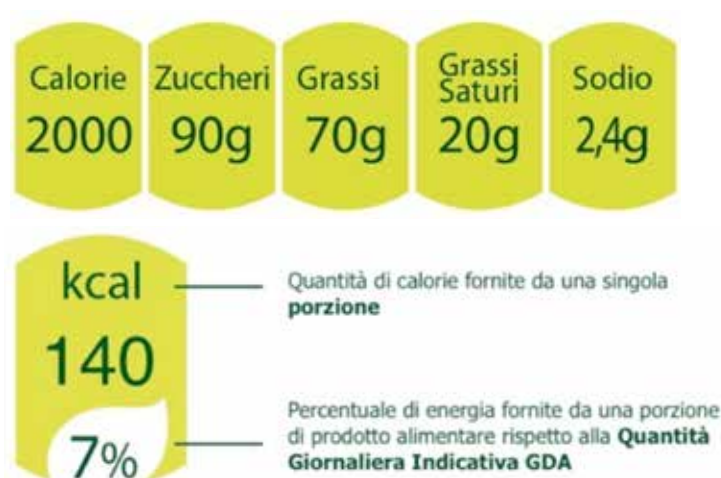 Calorie
2000
Zuccheri
90g
Grassi
70g
Grassi
Saturi
20g
Sodio
2,4g
kcal
140
Quantità di calorie fornite da una singola
porzione
7%
Percentuale di energia fornite da una porzione
di prodotto alimentare rispetto alla Quantità
Giornaliera Indicativa GDA